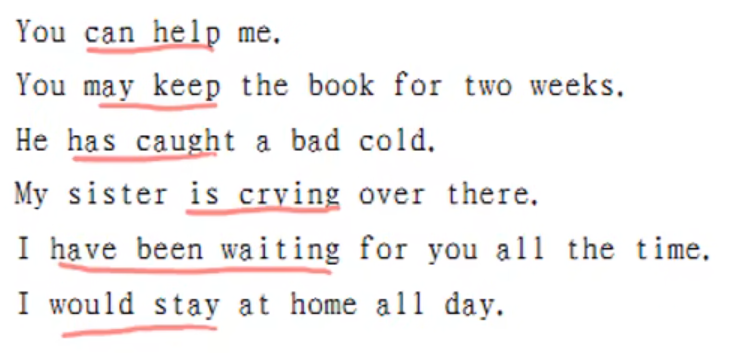 You can help me.
You may keep the book for two weeks.
He has caught a bad cold.
My sister is crying over there.
I have been waiting for you all the time.
I would stay at home all day.